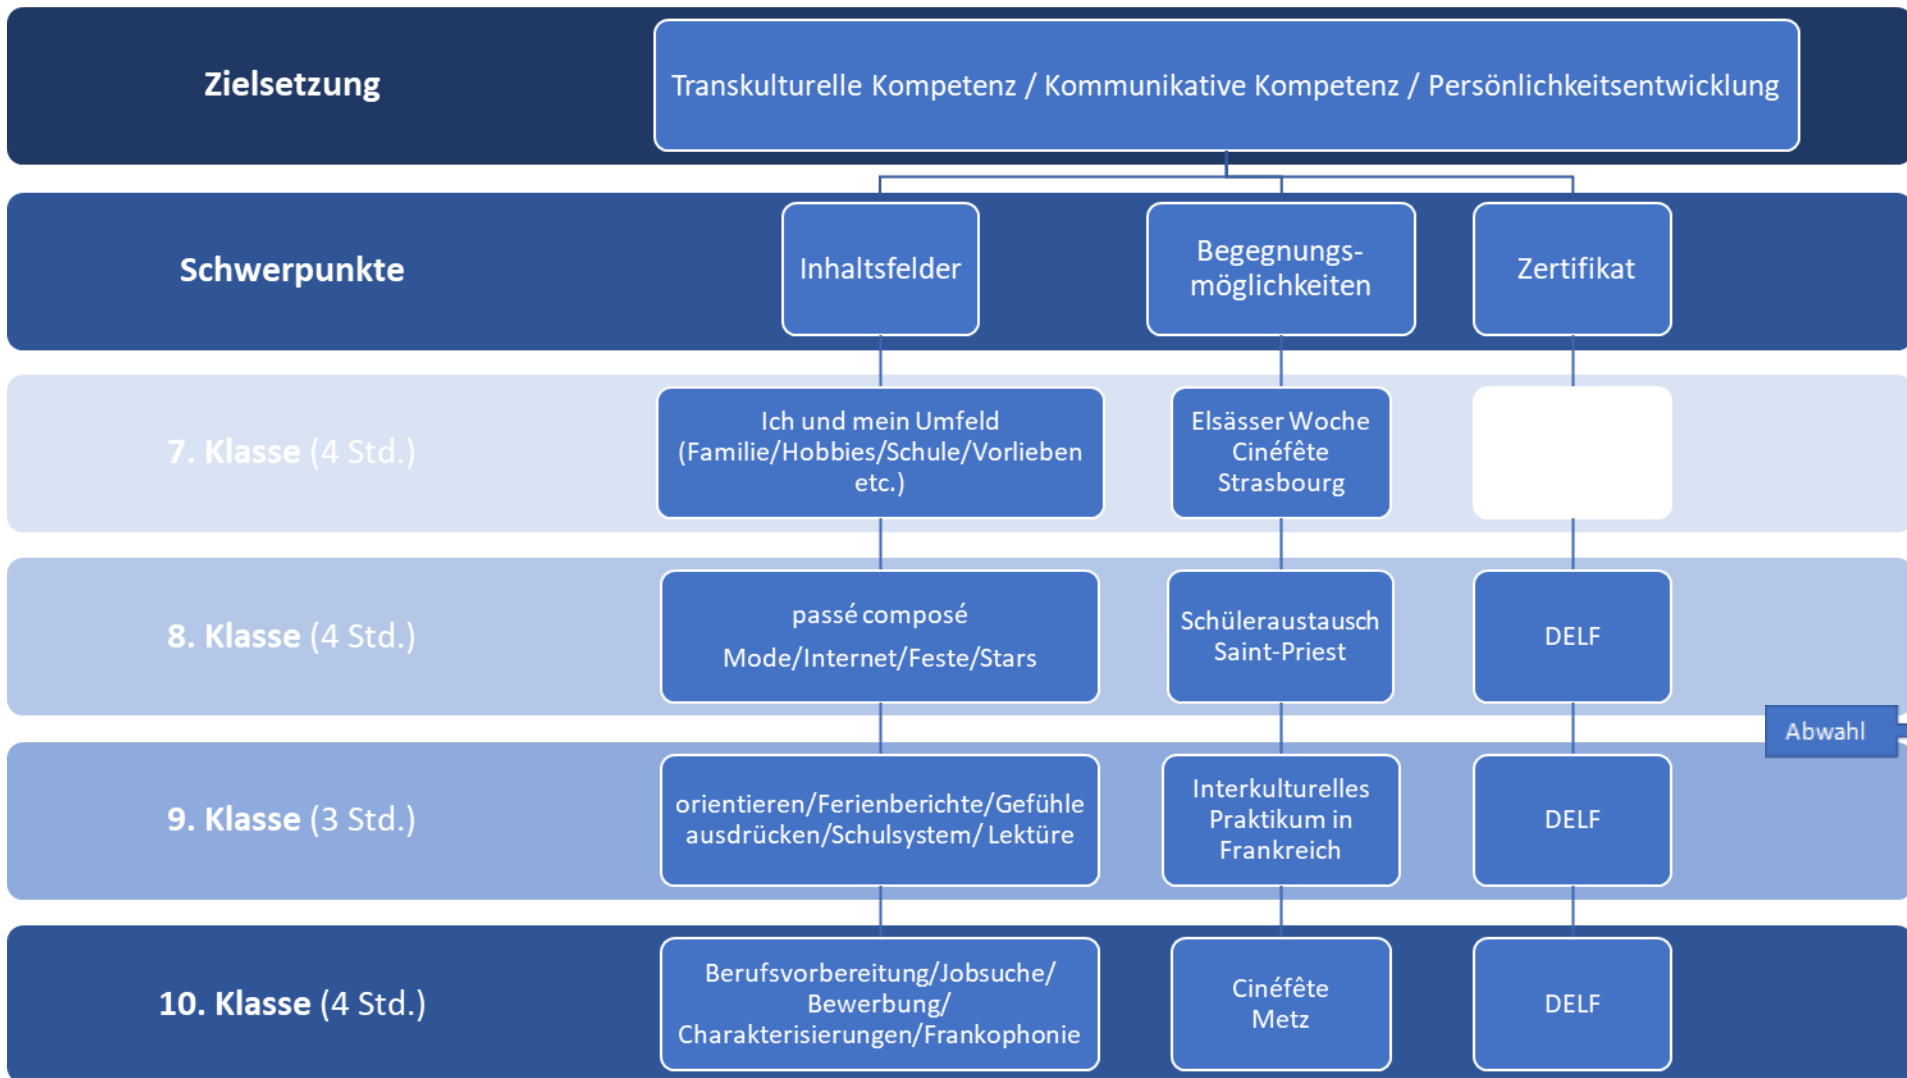 Zielsetzung
Transkulturelle Kompetenz / Kommunikative Kompetenz / Persönlichkeitsentwicklung
Schwerpunkte
Inhaltsfelder
Begegnungs-
möglichkeiten
Zertifikat
7. Klasse (4 Std.)
Ich und mein Umfeld
(Familie/Hobbies/Schule/Vorlieben
etc.)
Elsässer Woche
Cinéfête
Strasbourg
8. Klasse (4 Std.)
passé composé
Mode/Internet/Feste/Stars
Schüleraustausch
Saint-Priest
DELF
Abwahl
9. Klasse (3 Std.)
orientieren/Ferienberichte/Gefühle
ausdrücken/Schulsystem/ Lektüre
Interkulturelles
Praktikum in
Frankreich
DELF
10. Klasse (4 Std.)
Berufsvorbereitung/Jobsuche/
Bewerbung/
Charakterisierungen/Frankophonie
Cinéfête
Metz
DELF